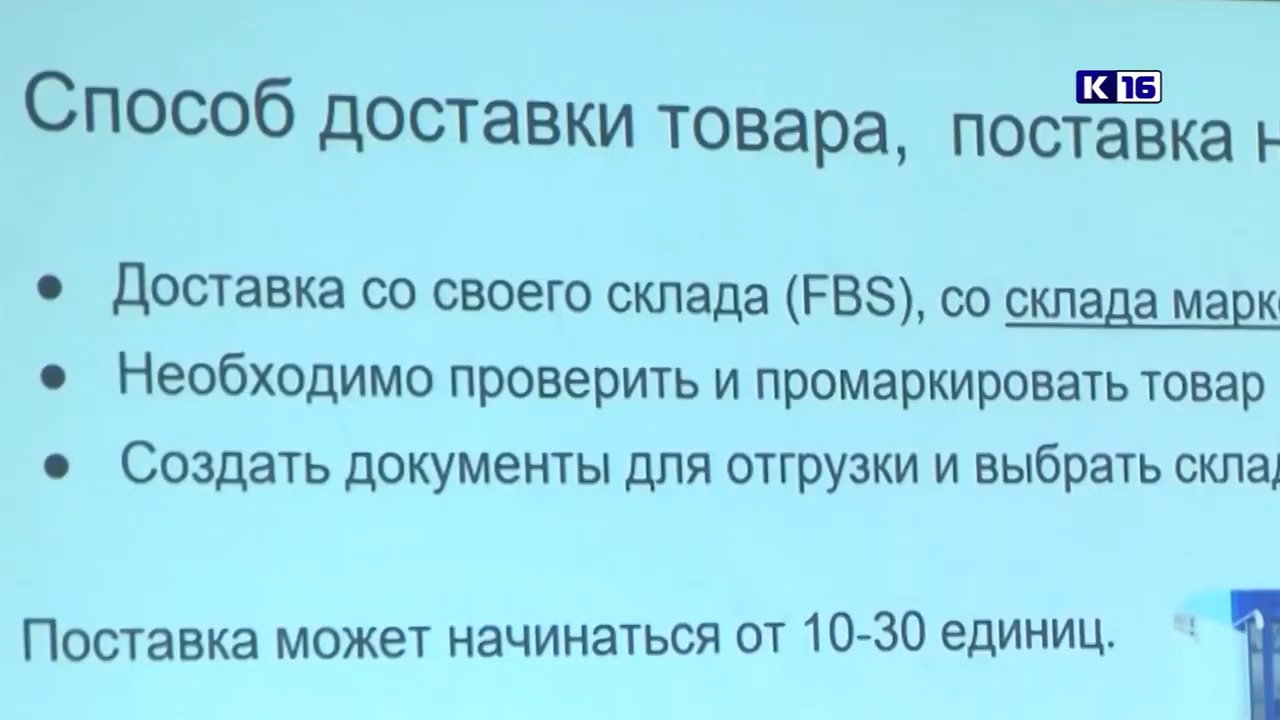 К 16
Способ доставки товара, поставка
● Доставка со своего склада (FBS), со склада
● Необходимо проверить и промаркировать товар
● Создать документы для отгрузки и выбрать
Поставка может начинаться от 10-30 единиц.